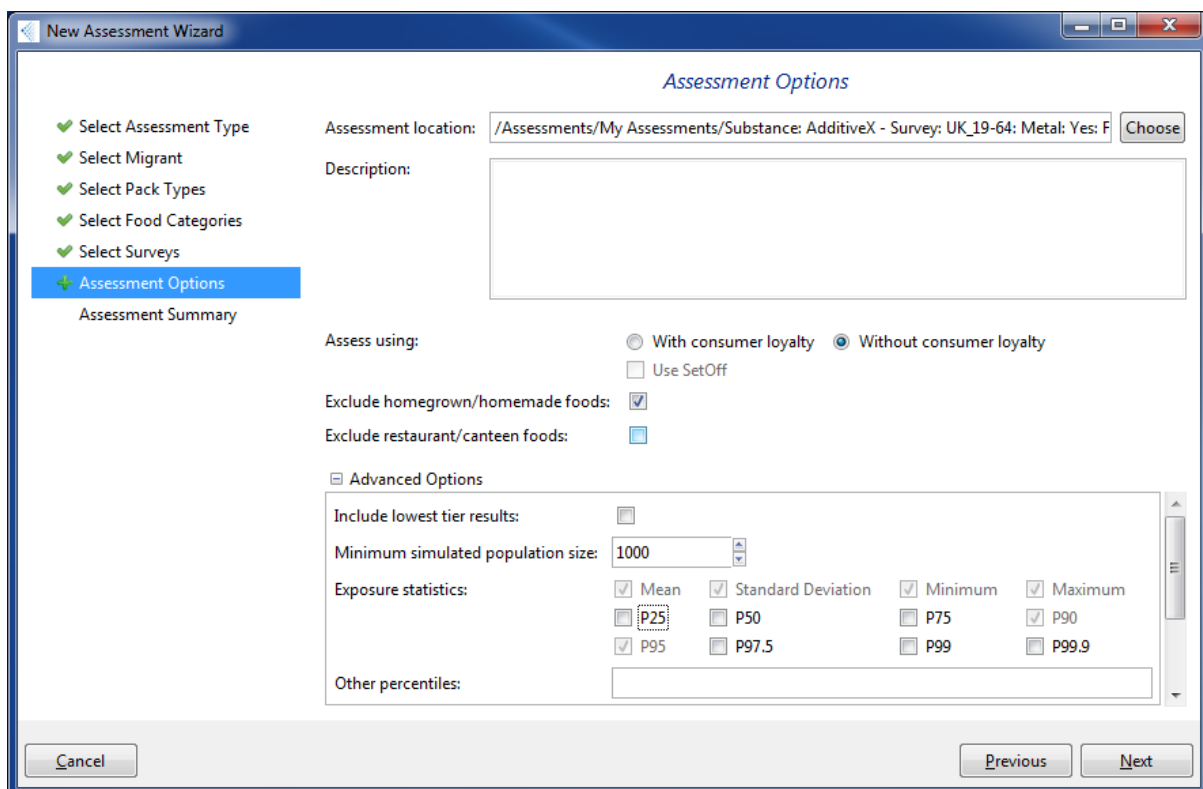 New Assessment Wizard
Assessment Options
Select Assessment Type
Select Migrant
Select Pack Types
Select Food Categories
Select Surveys
Assessment Options
Assessment Summary
Assessment location: /Assessments/My Assessments/Substance: AdditiveX - Survey: UK_19-64: Metal: Yes: F Choose
Description:
Assess using: With consumer loyalty Without consumer loyalty
Use SetOff
Exclude homegrown/homemade foods:
Exclude restaurant/canteen foods:
Advanced Options
Include lowest tier results:
Minimum simulated population size: 1000
Exposure statistics: Mean Standard Deviation Minimum Maximum
P25 P50 P75 P90
P95 P97.5 P99 P99.9
Other percentiles:
Cancel Previous Next